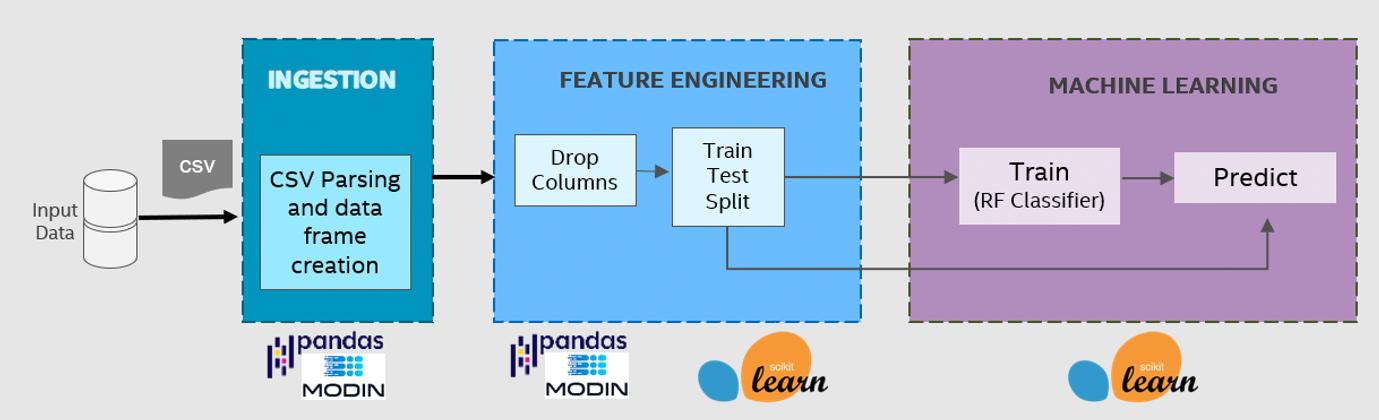 INGESTION
FEATURE ENGINEERING
MACHINE LEARNING
CSV
Input
Data
CSV Parsing
and data
frame
creation
Drop
Columns
Train
Test
Split
Train
(RF Classifier)
Predict
pandas
MODIN
pandas
MODIN
scikit
learn
scikit
learn